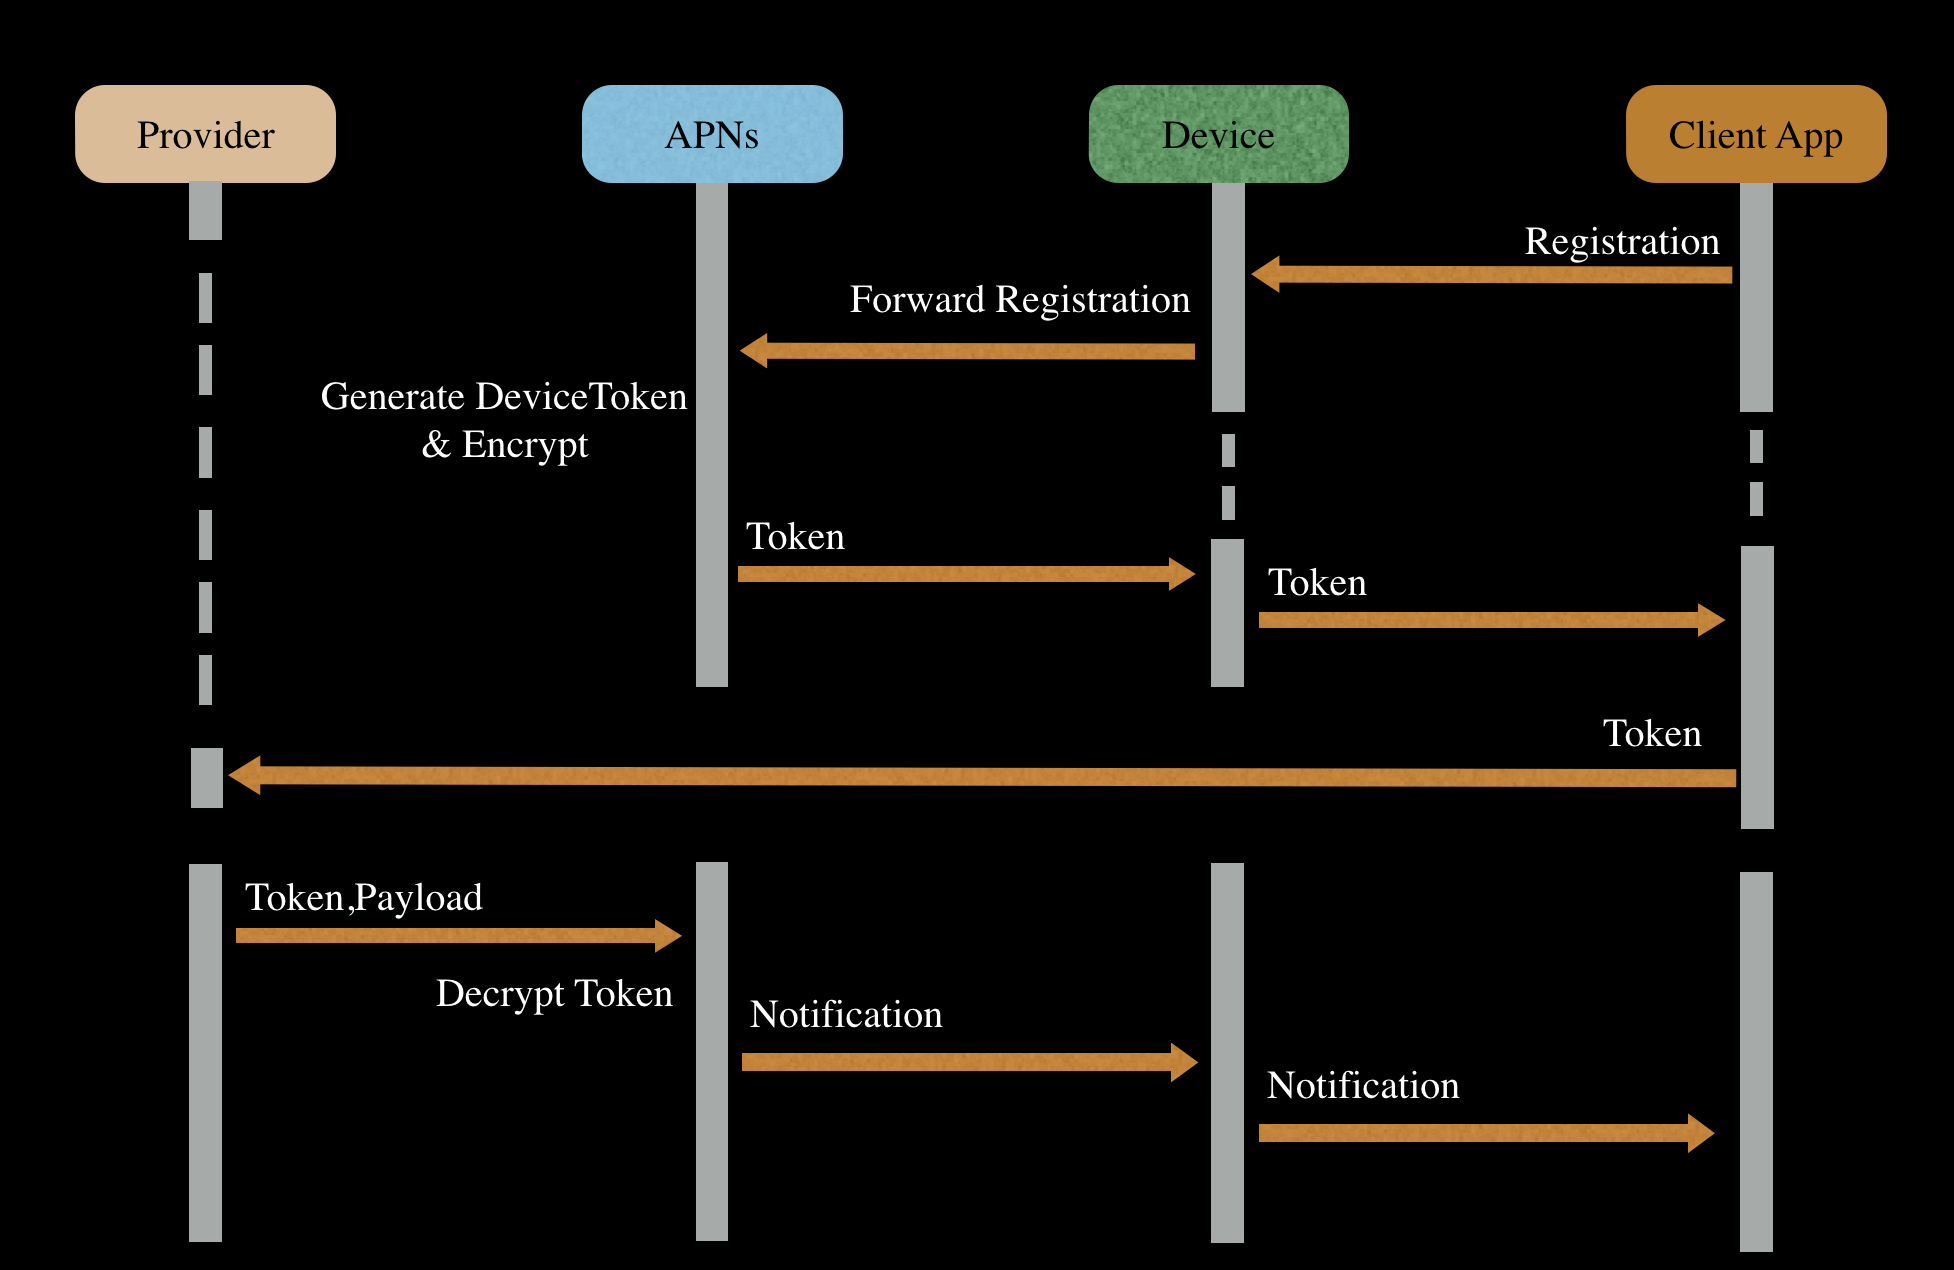 Provider
APNs
Device
Client App
Registration
Forward Registration
Generate DeviceToken
& Encrypt
Token
Token
Token
Token,Payload
Decrypt Token
Notification
Notification